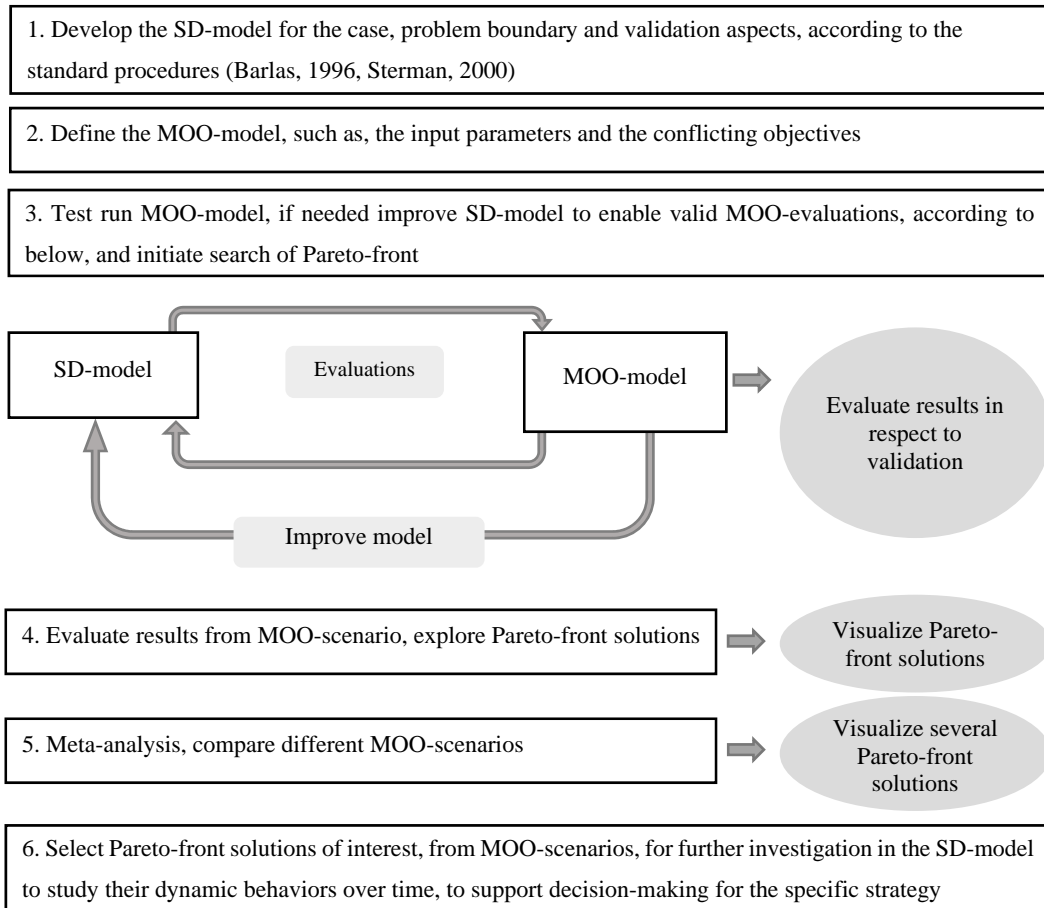 1. Develop the SD-model for the case, problem boundary and validation aspects, according to the
standard procedures (Barlas, 1996, Sterman, 2000)
2. Define the MOO-model, such as, the input parameters and the conflicting objectives
3. Test run MOO-model, if needed improve SD-model to enable valid MOO-evaluations, according to
below, and initiate search of Pareto-front
SD-model
Evaluations
MOO-model
Evaluate results in
respect to
validation
Improve model
4. Evaluate results from MOO-scenario, explore Pareto-front solutions
Visualize Pareto-
front solutions
5. Meta-analysis, compare different MOO-scenarios
Visualize several
Pareto-front
solutions
6. Select Pareto-front solutions of interest, from MOO-scenarios, for further investigation in the SD-model
to study their dynamic behaviors over time, to support decision-making for the specific strategy